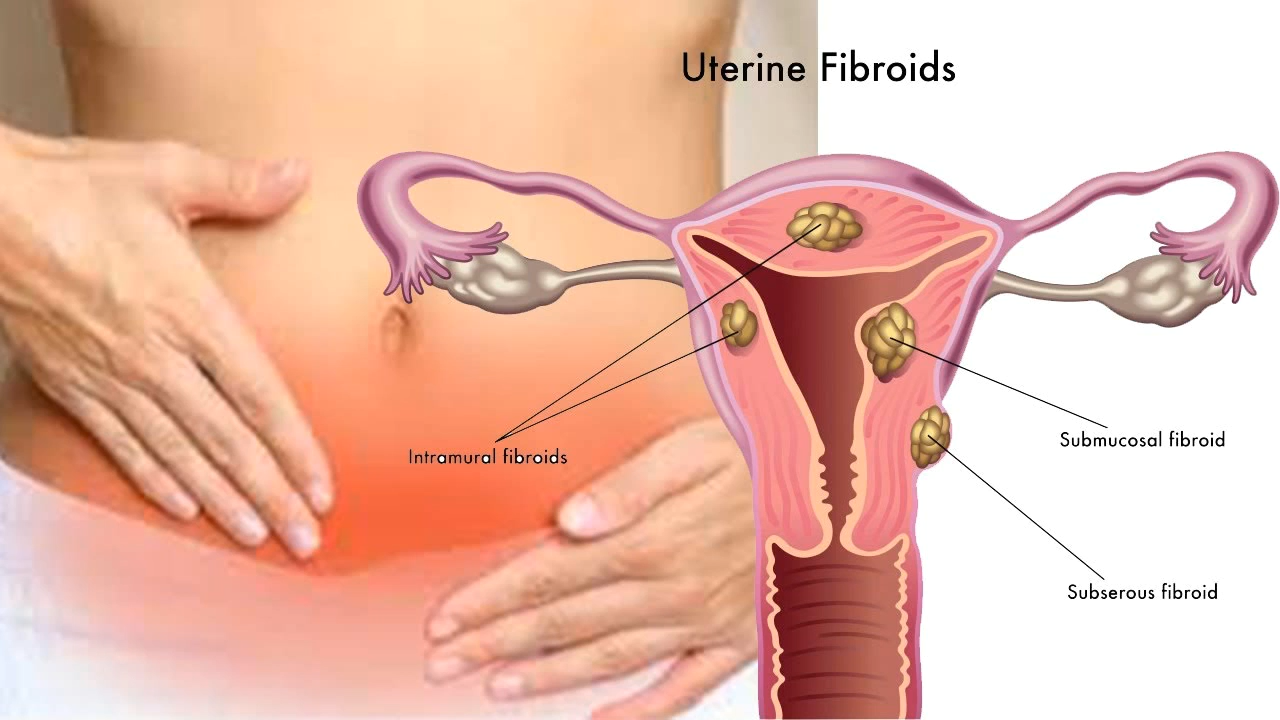 Uterine Fibroids
Intramural fibroids
Submucosal fibroid
Subserous fibroid